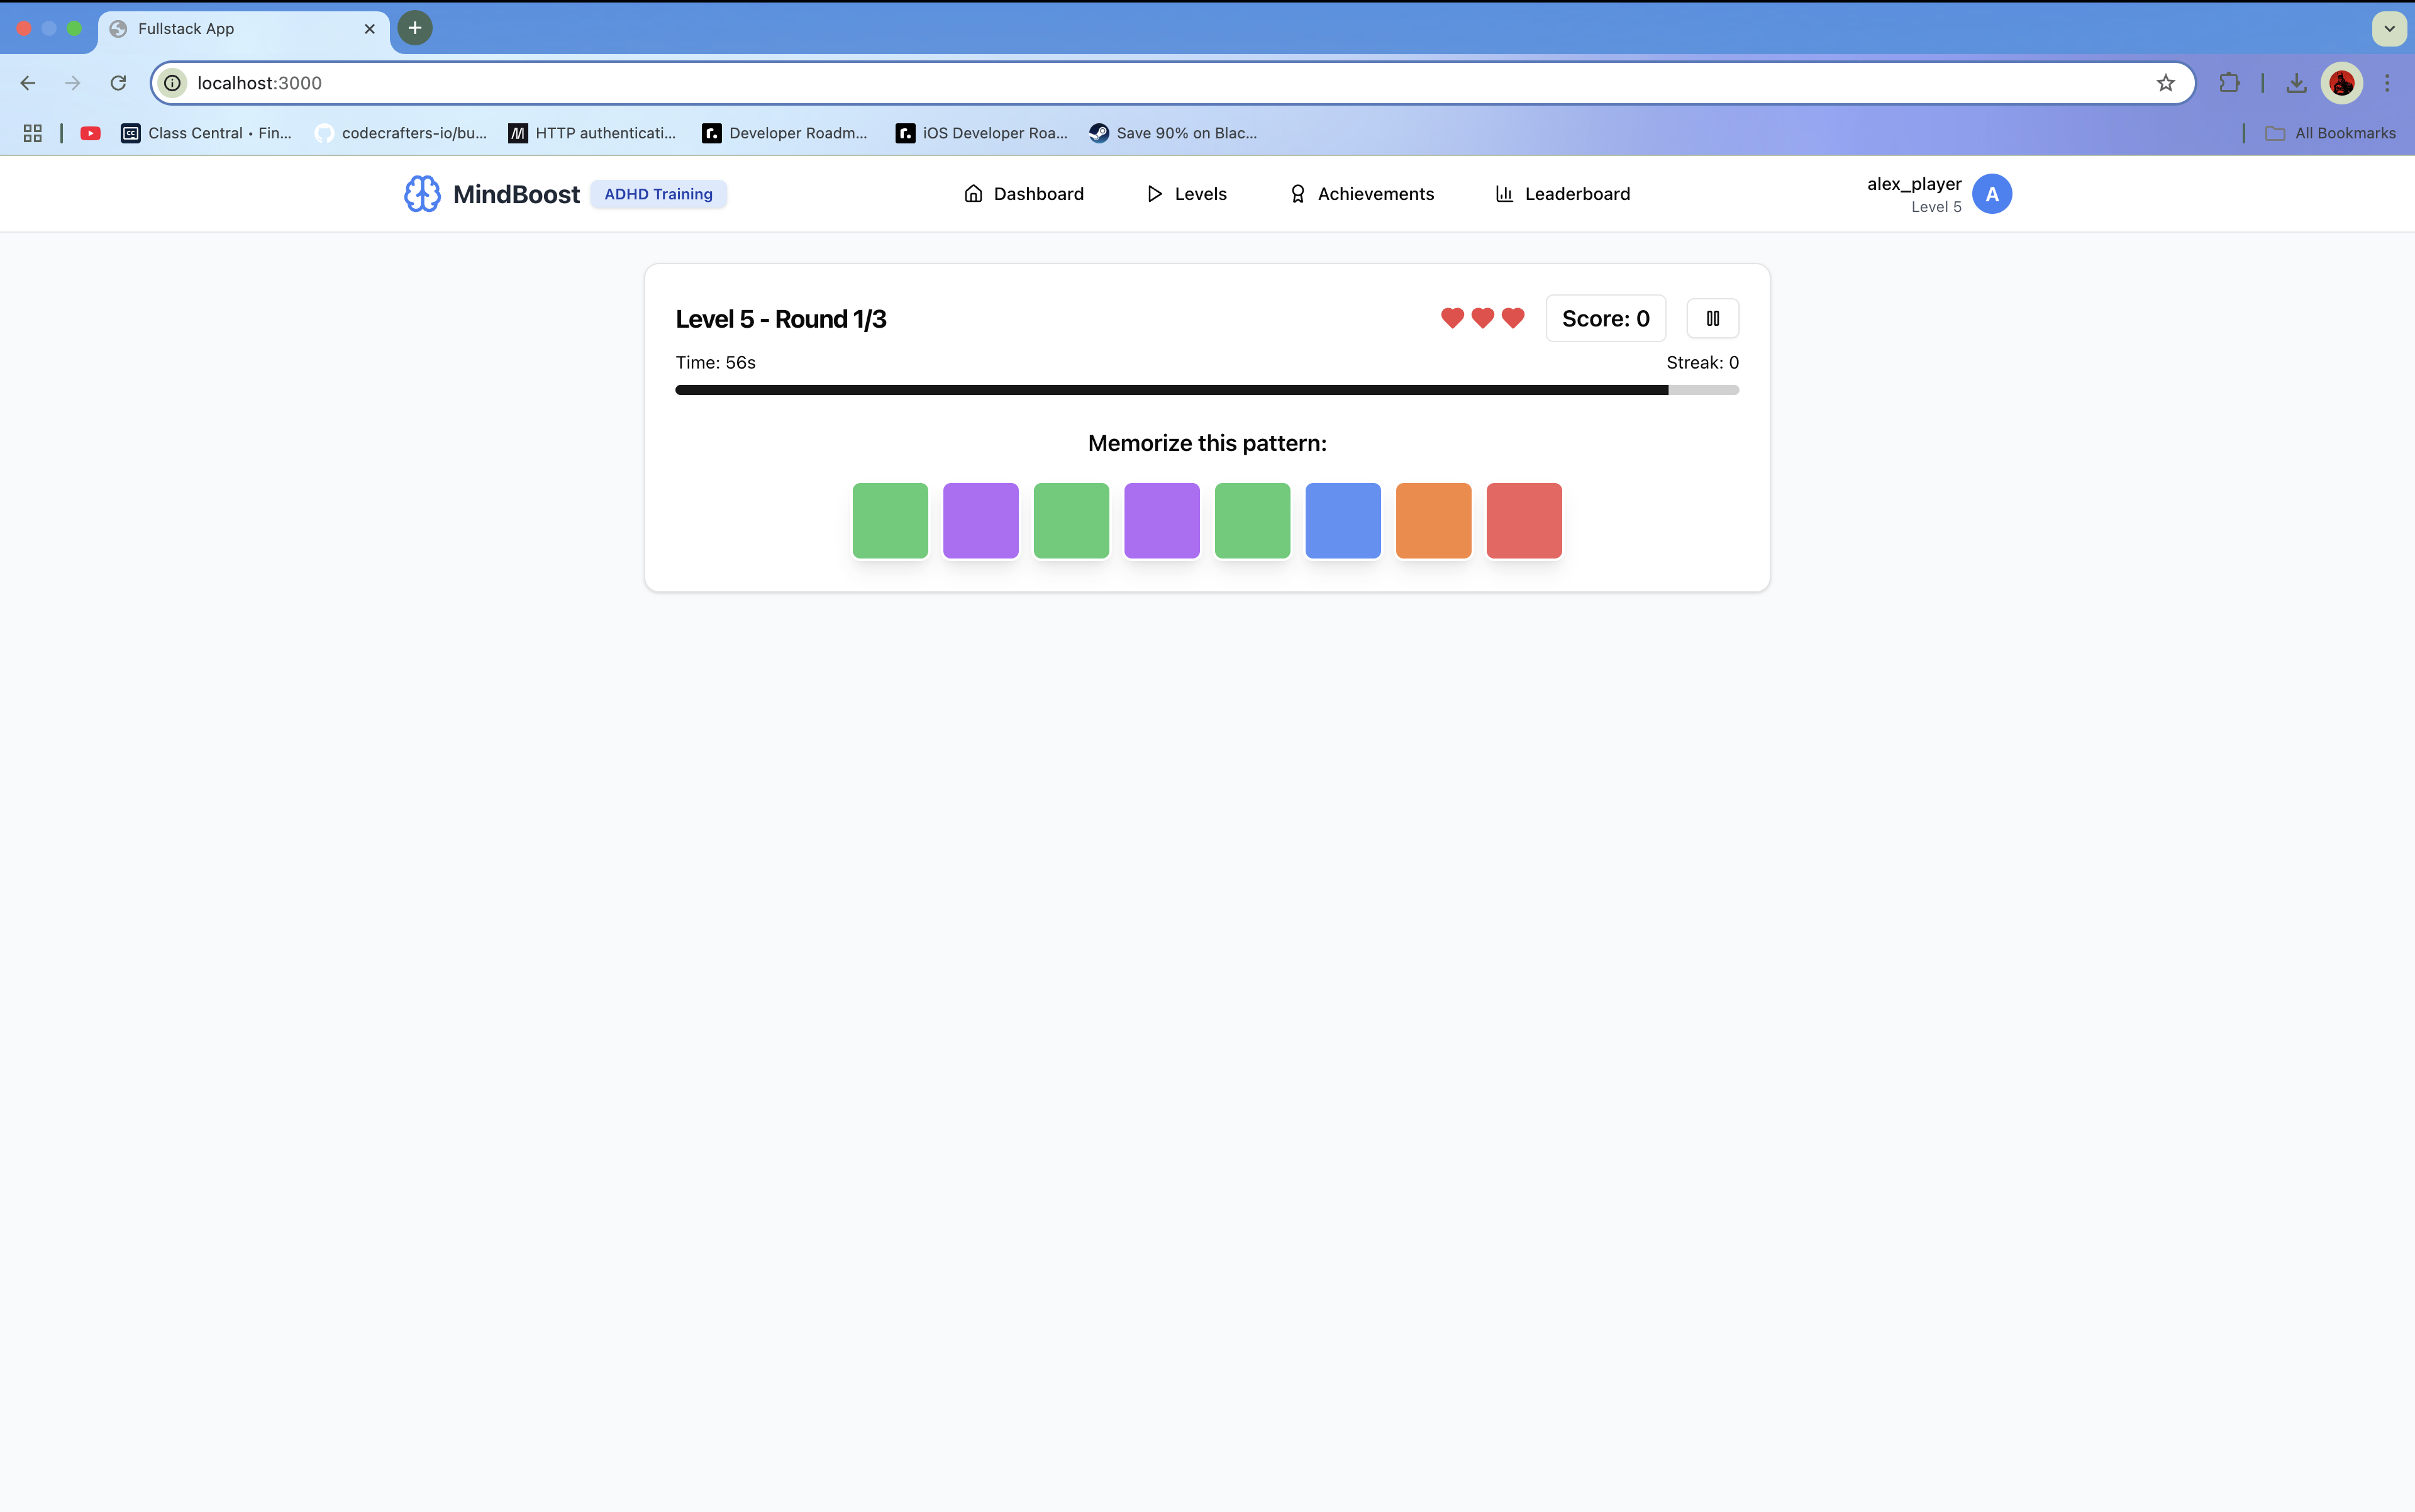 Fullstack App
localhost:3000
Class Central • Fin...
codecrafters-io/bu...
HTTP authenticati...
Developer Roadm...
iOS Developer Roa...
Save 90% on Blac...
All Bookmarks
MindBoost
ADHD Training
Dashboard
Levels
Achievements
Leaderboard
alex_player
Level 5
A
Level 5 - Round 1/3
Score: 0
Time: 56s
Streak: 0
Memorize this pattern: